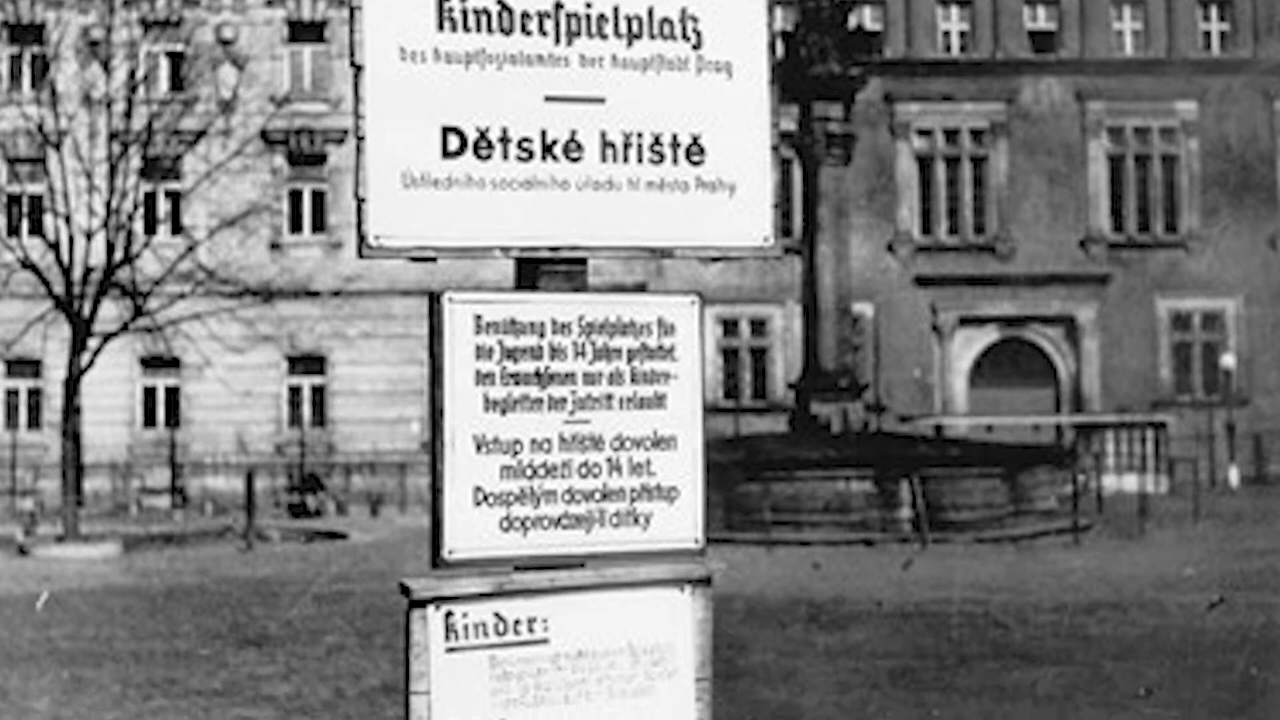 Kinderspielplatz
des Hauptsozialamtes der Hauptstadt Prag
Dětské hřiště
Ústředního sociálního úřadu hl. města Prahy
Benützung des Spielplatzes für
die Jugend bis 14 Jahren gestattet,
den Erwachsenen nur als Kinder-
begleiter der Zutritt erlaubt
Vstup na hřiště dovolen
mládeži do 14 let.
Dospělým dovolen přístup
doprovázejí-li dítky
Kinder: